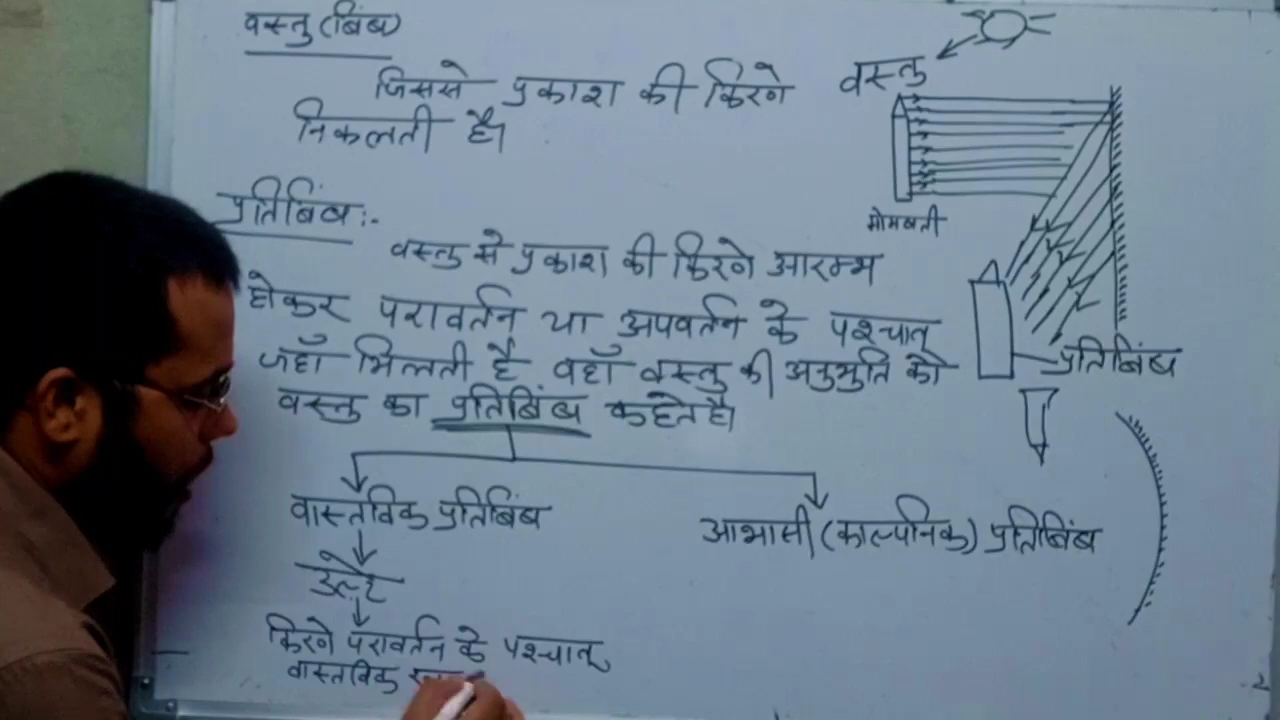 वस्तु (बिंब)
जिससे प्रकाश की किरणे
निकलती है।
वस्तु
मोमबती
प्रतिबिंब :-
वस्तु से प्रकाश की किरणे आरम्भ
होकर परावर्तन या अपवर्तन के पश्चात्
जहाँ मिलती है वहाँ वस्तु की अनुभुति को
वस्तु का प्रतिबिंब कहते है।
प्रतिबिंब
वास्तविक प्रतिबिंब
आभासी (काल्पनिक) प्रतिबिंब
उल्टे
किरणे परावर्तन के पश्चात्
वास्तविक